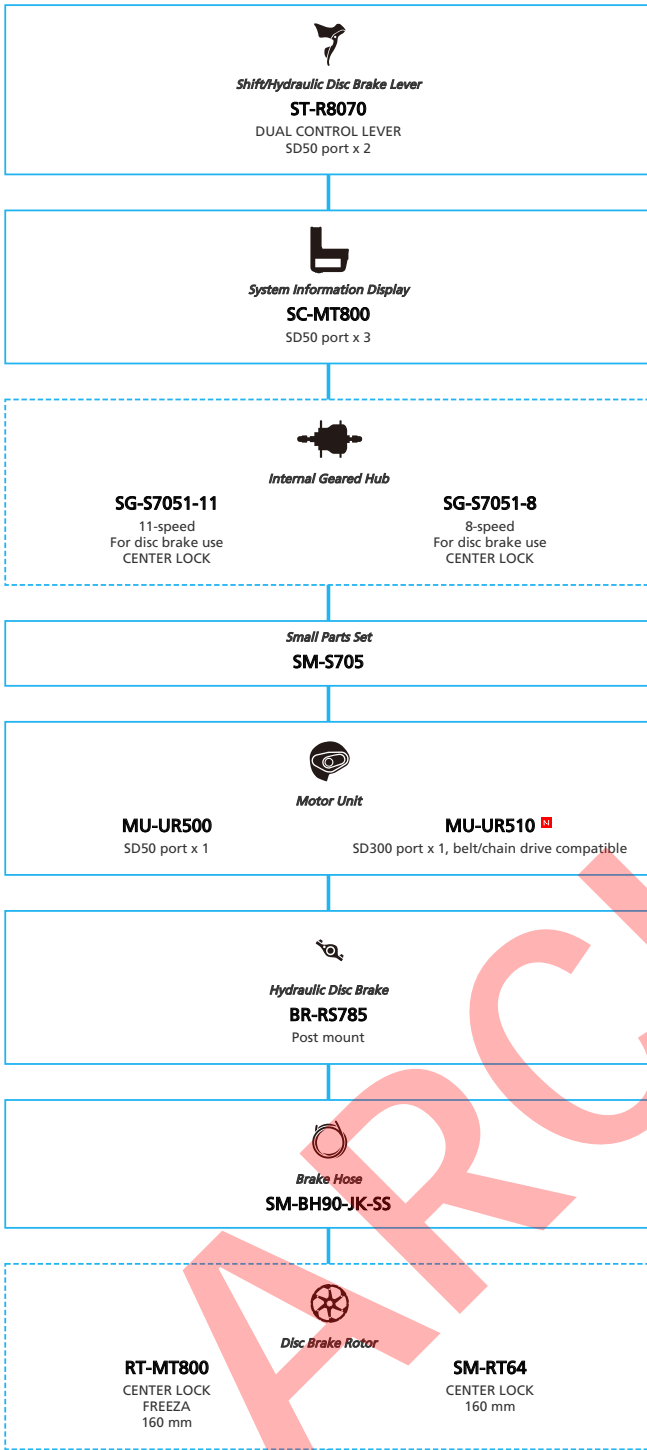 Shift/Hydraulic Disc Brake Lever
ST-R8070
DUAL CONTROL LEVER
SD50 port x 2
System Information Display
SC-MT800
SD50 port x 3
Internal Geared Hub
SG-S7051-11
11-speed
For disc brake use
CENTER LOCK
SG-S7051-8
8-speed
For disc brake use
CENTER LOCK
Small Parts Set
SM-S705
Motor Unit
MU-UR500
SD50 port x 1
MU-UR510 N
SD300 port x 1, belt/chain drive compatible
Hydraulic Disc Brake
BR-RS785
Post mount
Brake Hose
SM-BH90-JK-SS
Disc Brake Rotor
RT-MT800
CENTER LOCK
FREEZA
160 mm
SM-RT64
CENTER LOCK
160 mm
ARC